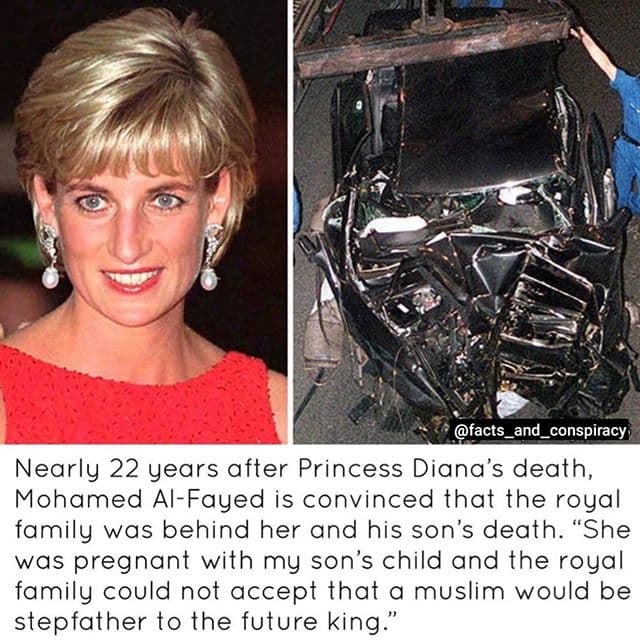 @facts_and_conspiracy
Nearly 22 years after Princess Diana's death,
Mohamed Al-Fayed is convinced that the royal
family was behind her and his son's death. "She
was pregnant with my son's child and the royal
family could not accept that a muslim would be
stepfather to the future king."